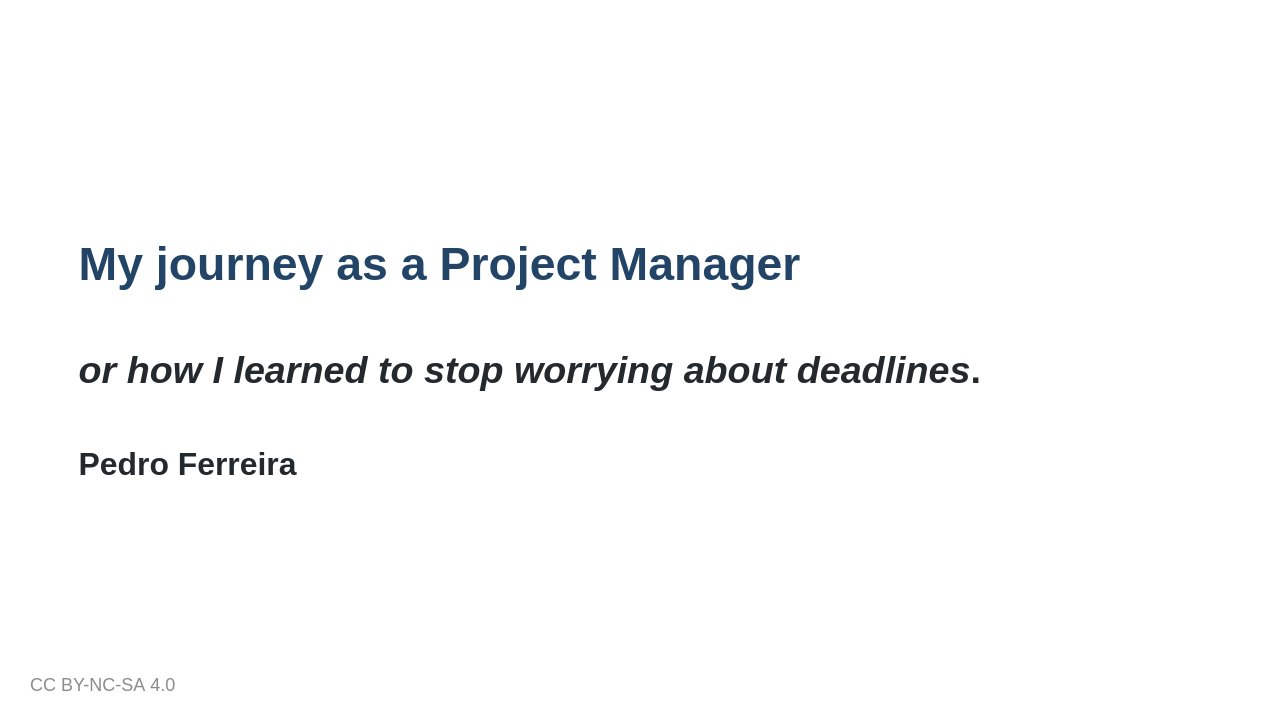 My journey as a Project Manager
or how I learned to stop worrying about deadlines.
Pedro Ferreira
CC BY-NC-SA 4.0